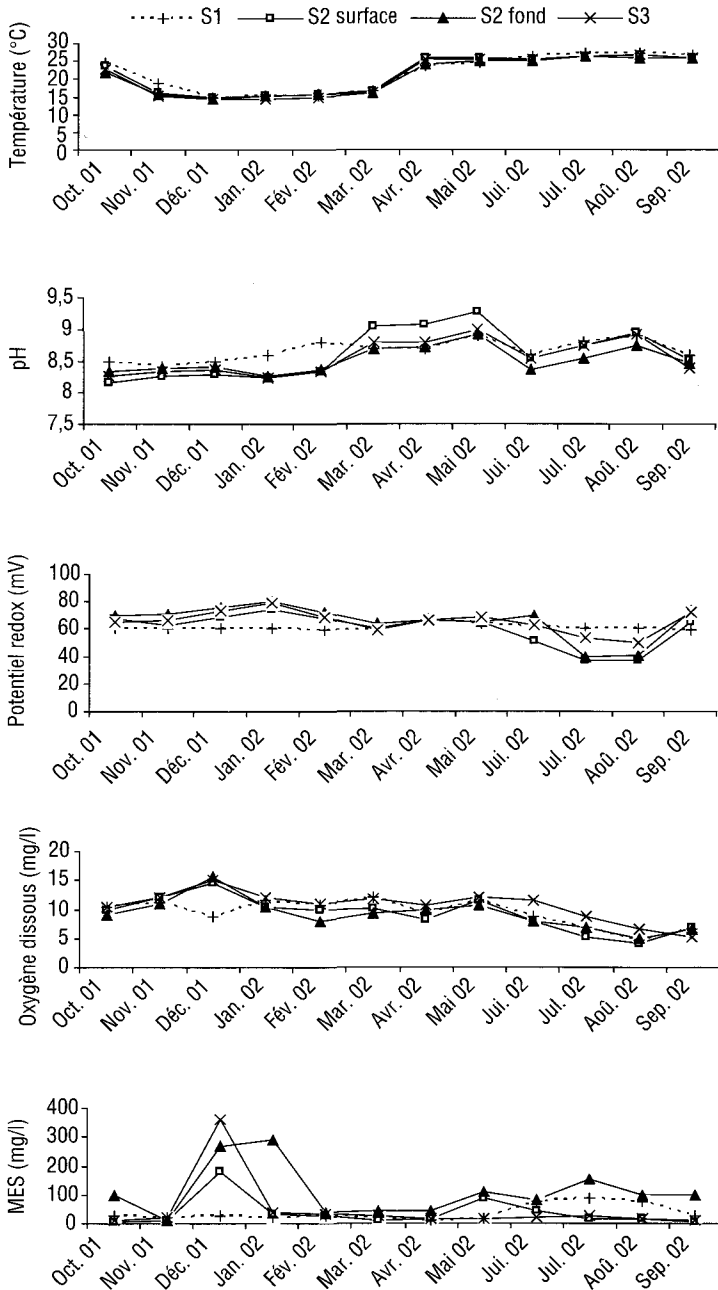 S1 S2 surface S2 fond S3
Température (°C)
30
25
20
15
10
5
0
Oct. 01 Nov. 01 Déc. 01 Jan. 02 Fév. 02 Mar. 02 Avr. 02 Mai 02 Jui. 02 Jul. 02 Aoû. 02 Sep. 02
pH
9,5
9
8,5
8
7,5
Oct. 01 Nov. 01 Déc. 01 Jan. 02 Fév. 02 Mar. 02 Avr. 02 Mai 02 Jui. 02 Jul. 02 Aoû. 02 Sep. 02
Potentiel redox (mV)
100
80
60
40
20
0
Oct. 01 Nov. 01 Déc. 01 Jan. 02 Fév. 02 Mar. 02 Avr. 02 Mai 02 Jui. 02 Jul. 02 Aoû. 02 Sep. 02
Oxygène dissous (mg/l)
20
15
10
5
0
Oct. 01 Nov. 01 Déc. 01 Jan. 02 Fév. 02 Mar. 02 Avr. 02 Mai 02 Jui. 02 Jul. 02 Aoû. 02 Sep. 02
MES (mg/l)
400
300
200
100
0
Oct. 01 Nov. 01 Déc. 01 Jan. 02 Fév. 02 Mar. 02 Avr. 02 Mai 02 Jui. 02 Jul. 02 Aoû. 02 Sep. 02